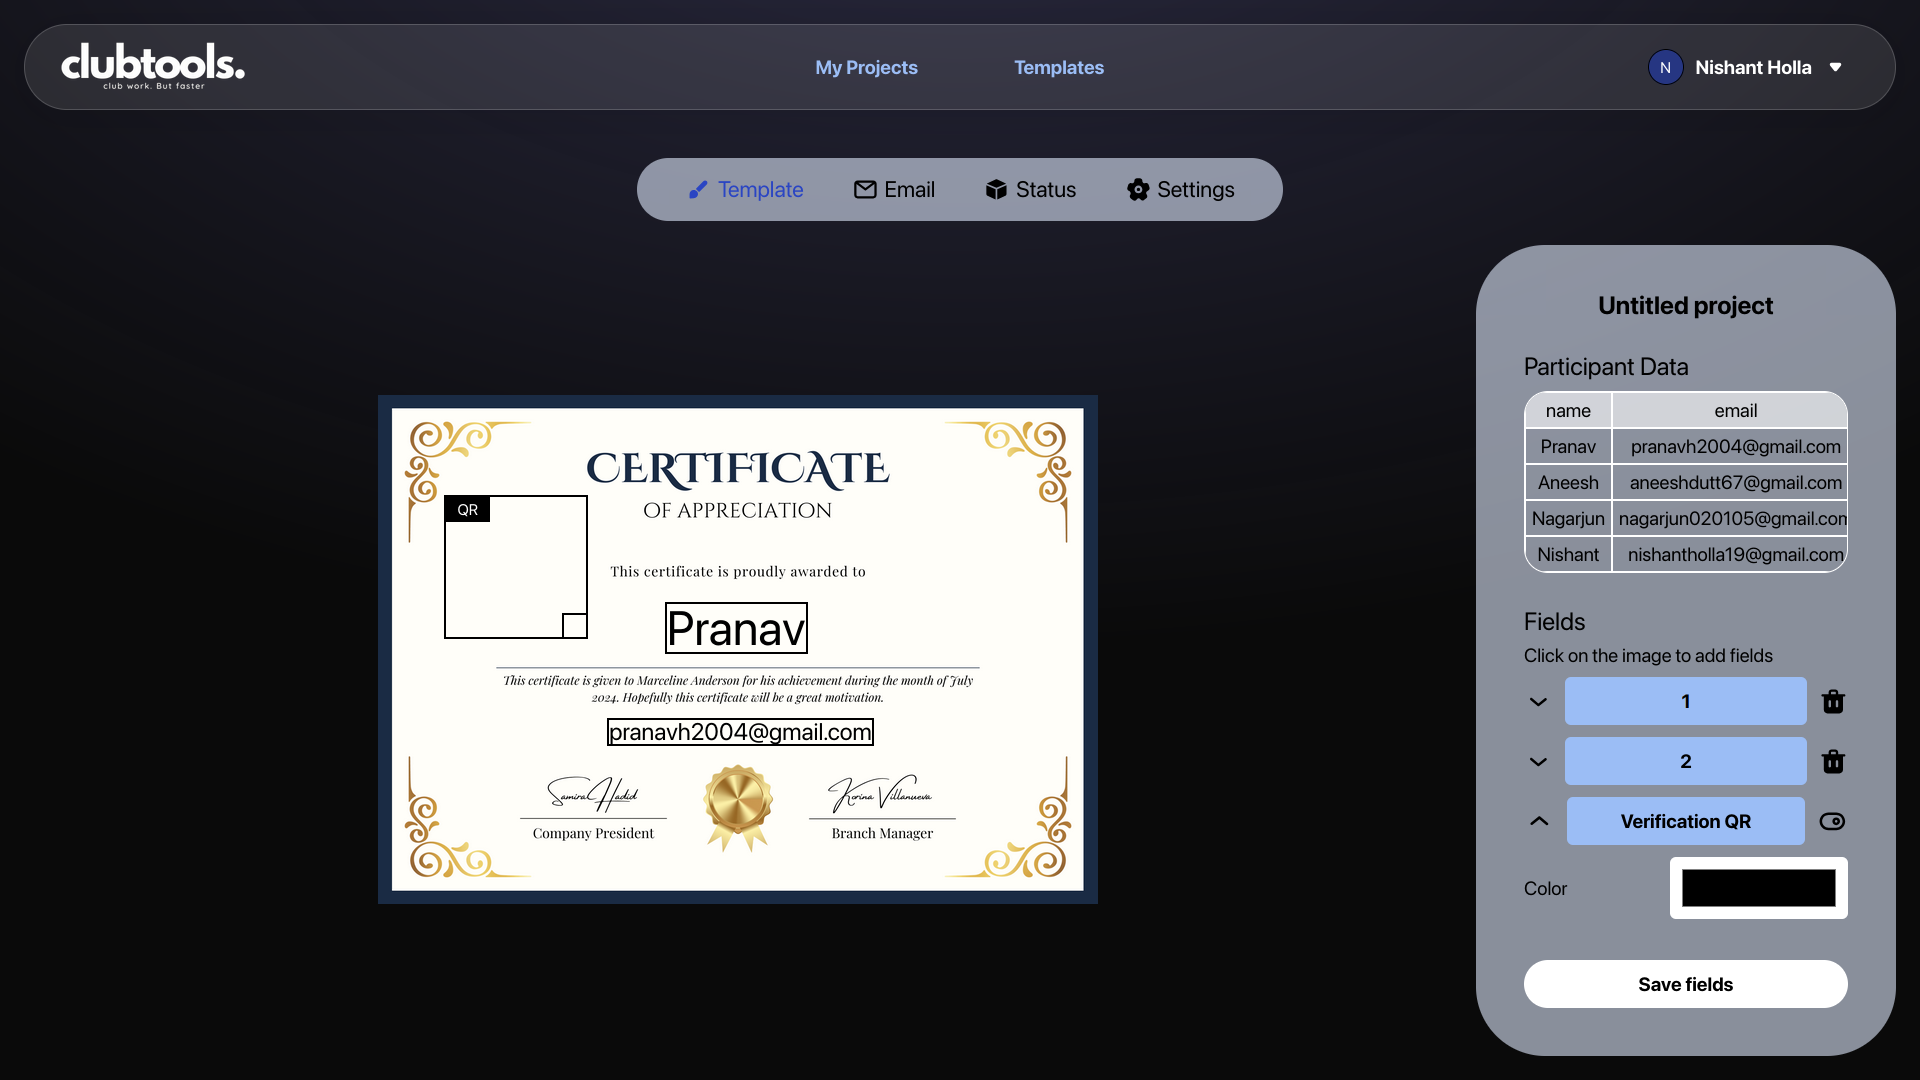 clubtools.
club work. But faster
My Projects
Templates
N
Nishant Holla
Template
Email
Status
Settings
CERTIFICATE
OF APPRECIATION
QR
This certificate is proudly awarded to
Pranav
This certificate is given to Marceline Anderson for his achievement during the month of July
2024. Hopefully this certificate will be a great motivation.
pranavh2004@gmail.com
Samira Hadid
Korina Villanueva
Company President
Branch Manager
Untitled project
Participant Data
name email
Pranav pranavh2004@gmail.com
Aneesh aneeshdutt67@gmail.com
Nagarjun nagarjun020105@gmail.com
Nishant nishantholla19@gmail.com
Fields
Click on the image to add fields
1
2
Verification QR
Color
Save fields